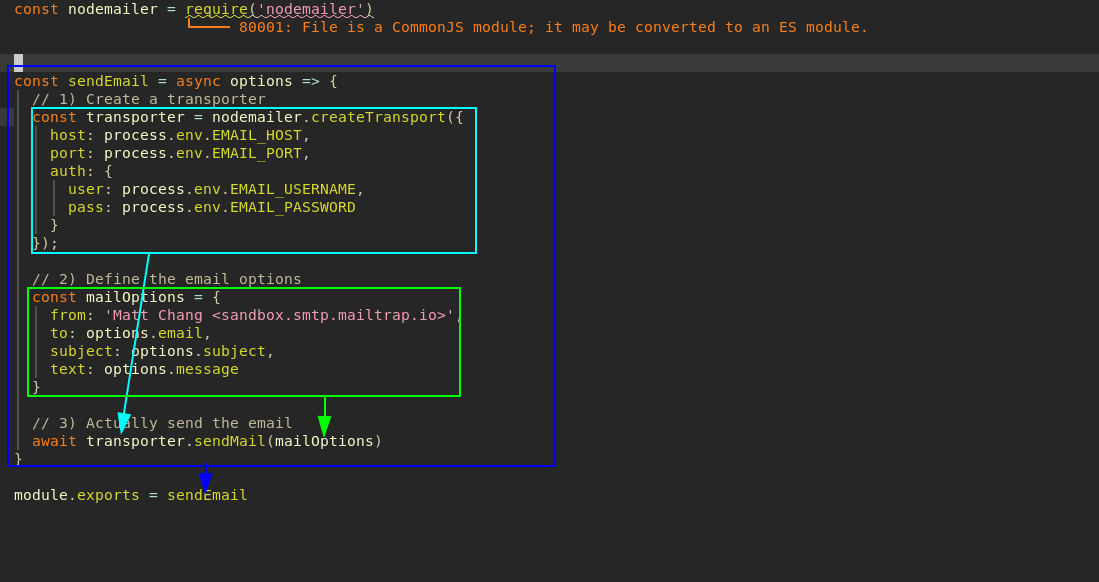 const nodemailer = require('nodemailer')
80001: File is a CommonJS module; it may be converted to an ES module.
const sendEmail = async options => {
// 1) Create a transporter
const transporter = nodemailer.createTransport({
host: process.env.EMAIL_HOST,
port: process.env.EMAIL_PORT,
auth: {
user: process.env.EMAIL_USERNAME,
pass: process.env.EMAIL_PASSWORD
}
});
// 2) Define the email options
const mailOptions = {
from: 'Matt Chang <sandbox.smtp.mailtrap.io>',
to: options.email,
subject: options.subject,
text: options.message
}
// 3) Actually send the email
await transporter.sendMail(mailOptions)
}
module.exports = sendEmail